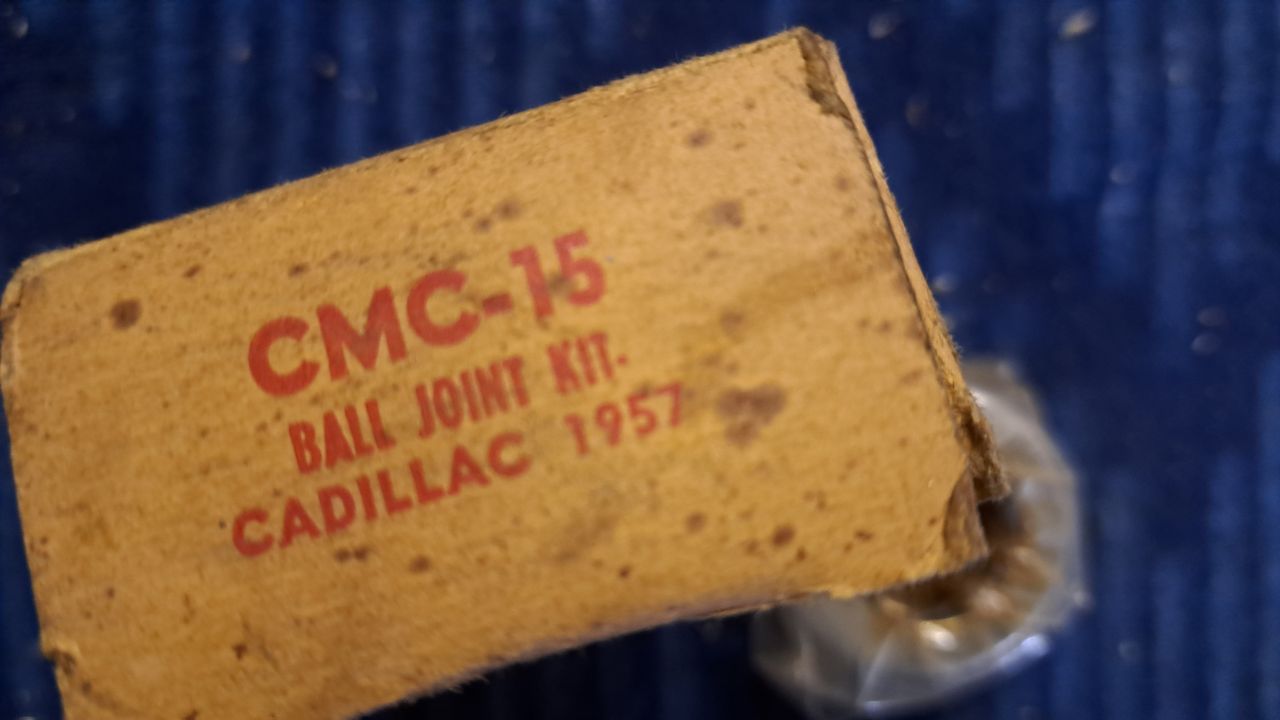 CMC-15
BALL JOINT KIT.
CADILLAC 1957